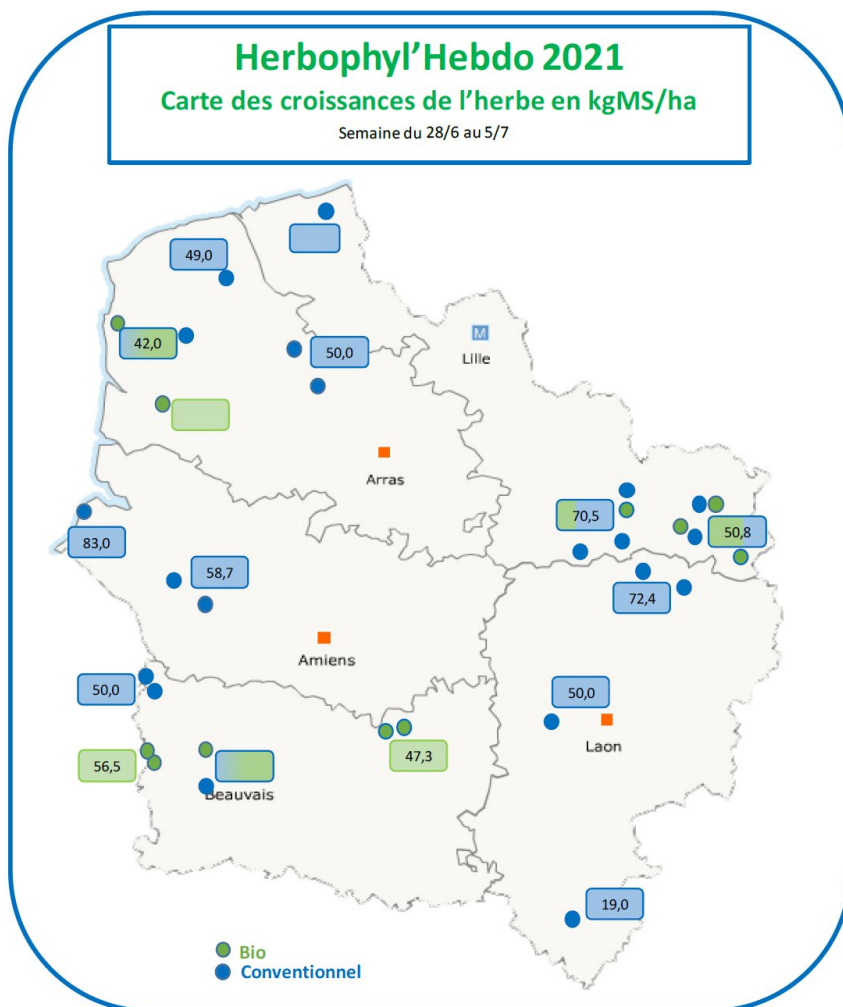 Herbophyl’Hebdo 2021
Carte des croissances de l’herbe en kgMS/ha
Semaine du 28/6 au 5/7
49,0
42,0
50,0
M
Lille
Arras
70,5
50,8
83,0
58,7
72,4
Amiens
50,0
50,0
Laon
56,5
47,3
Beauvais
19,0
Bio
Conventionnel